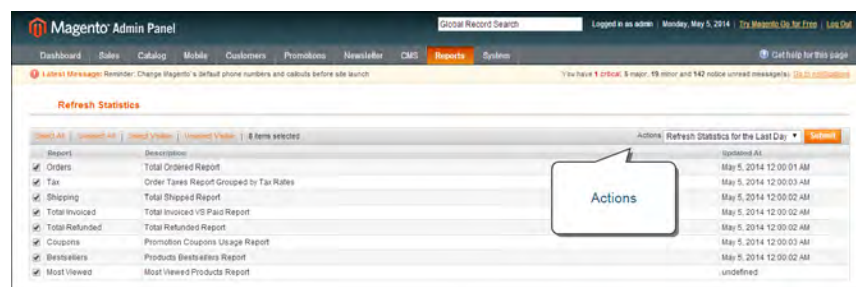 Magento Admin Panel
Global Record Search
Logged in as admin | Monday, May 5, 2014 | Try Magento Go for Free | Log Out
Dashboard Sales Catalog Mobile Customers Promotions Newsletter CMS Reports System
Get help for this page
Latest Message: Reminder: Change Magento's default phone numbers and callouts before site launch
You have 1 critical, 5 major, 19 minor and 142 notice unread message(s). Go to notifications
Refresh Statistics
Select All | Unselect All | Select Visible | Unselect Visible | 8 items selected
Actions Refresh Statistics for the Last Day Submit
Report Description Updated At
Orders Total Ordered Report May 5, 2014 12:00:01 AM
Tax Order Taxes Report Grouped by Tax Rates May 5, 2014 12:00:03 AM
Shipping Total Shipped Report May 5, 2014 12:00:02 AM
Total Invoiced Total Invoiced VS Paid Report May 5, 2014 12:00:02 AM
Total Refunded Total Refunded Report May 5, 2014 12:00:02 AM
Coupons Promotion Coupons Usage Report May 5, 2014 12:00:03 AM
Bestsellers Products Bestsellers Report May 5, 2014 12:00:02 AM
Most Viewed Most Viewed Products Report undefined
Actions